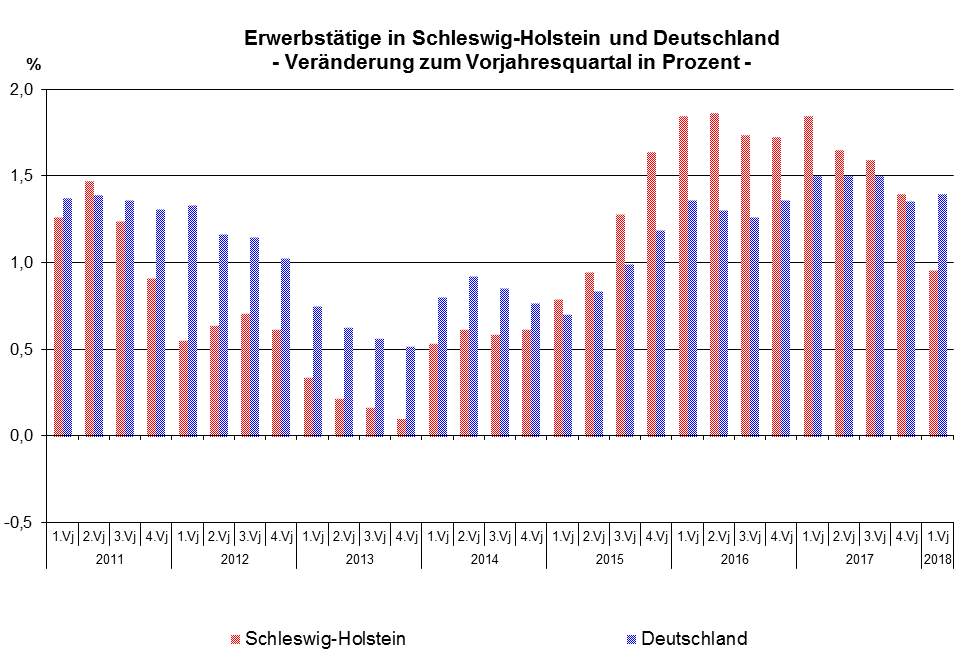 Erwerbstätige in Schleswig-Holstein und Deutschland
- Veränderung zum Vorjahresquartal in Prozent -
%
2,0
1,5
1,0
0,5
0,0
-0,5
1.Vj 2.Vj 3.Vj 4.Vj 1.Vj 2.Vj 3.Vj 4.Vj 1.Vj 2.Vj 3.Vj 4.Vj 1.Vj 2.Vj 3.Vj 4.Vj 1.Vj 2.Vj 3.Vj 4.Vj 1.Vj 2.Vj 3.Vj 4.Vj 1.Vj 2.Vj 3.Vj 4.Vj 1.Vj
2011 2012 2013 2014 2015 2016 2017 2018
Schleswig-Holstein Deutschland